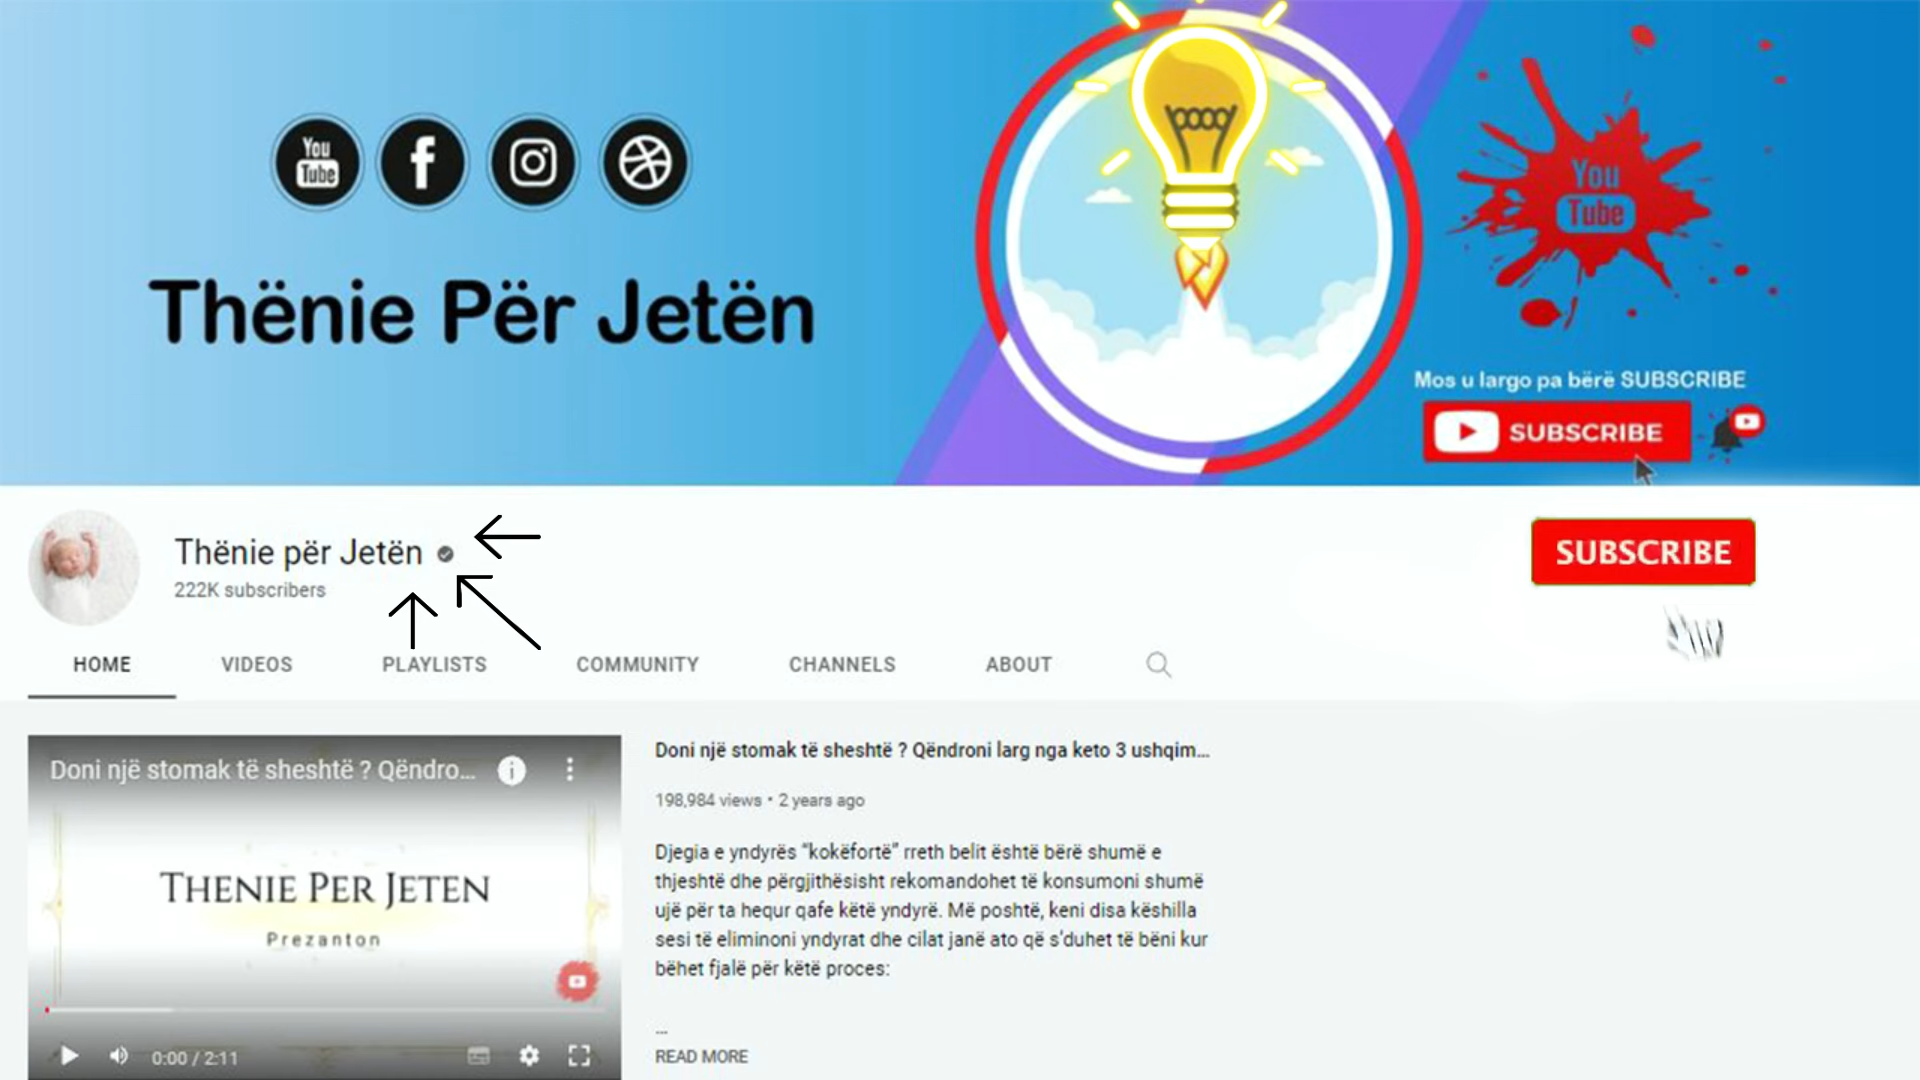 You
Tube
Thënie Për Jetën
You
Tube
Mos u largo pa bërë SUBSCRIBE
SUBSCRIBE
Thënie për Jetën
222K subscribers
SUBSCRIBE
HOME VIDEOS PLAYLISTS COMMUNITY CHANNELS ABOUT
Doni një stomak të sheshtë ? Qëndro...
THENIE PER JETEN
Prezanton
0:00 / 2:11
Doni një stomak të sheshtë ? Qëndroni larg nga keto 3 ushqim...
198,984 views • 2 years ago
Djegia e yndyrës “kokëfortë” rreth belit është bërë shumë e
thjeshtë dhe përgjithësisht rekomandohet të konsumoni shumë
ujë për ta hequr qafe këtë yndyrë. Më poshtë, keni disa këshilla
sesi të eliminoni yndyrat dhe cilat janë ato që s'duhet të bëni kur
bëhet fjalë për këtë proces:
...
READ MORE